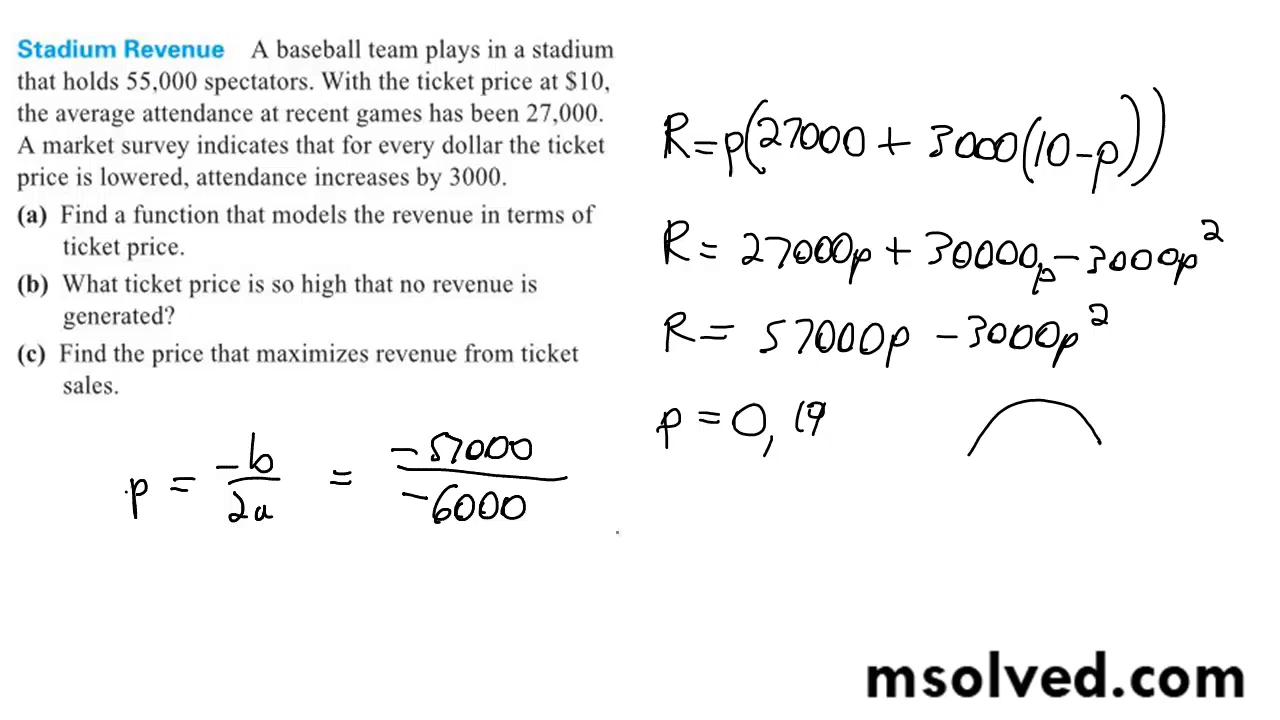 Stadium Revenue A baseball team plays in a stadium
that holds 55,000 spectators. With the ticket price at $10,
the average attendance at recent games has been 27,000.
A market survey indicates that for every dollar the ticket
price is lowered, attendance increases by 3000.
(a) Find a function that models the revenue in terms of
ticket price.
(b) What ticket price is so high that no revenue is
generated?
(c) Find the price that maximizes revenue from ticket
sales.
p = -b/2a = -57000/-6000
R = p(27000 + 3000(10 - p))
R = 27000p + 30000p - 3000p²
R = 57000p - 3000p²
p = 0, 19
msolved.com